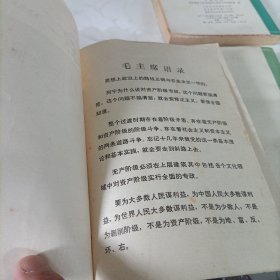 毛主席语录
思想上政治上的路线正确与否是决定一切的。
列宁为什么说对资产阶级专政，这个问题要搞清
楚。这个问题不搞清楚，就会变修正主义。要使全国
知道。
整个过渡时期存在着阶级矛盾、存在着无产阶级
和资产阶级的阶级斗争、存在着社会主义和资本主义
的两条道路斗争。忘记十几年来我党的这一条基本理
论和基本实践，就会要走到斜路上去。
无产阶级必须在上层建筑其中包括各个文化领
域中对资产阶级实行全面的专政。
要为大多数人民谋利益，为中国人民大多数谋利
益，为世界人民大多数谋利益，不是为少数人，不是
为剥削阶级，不是为资产阶级，不是为地、富、反、
坏、右。